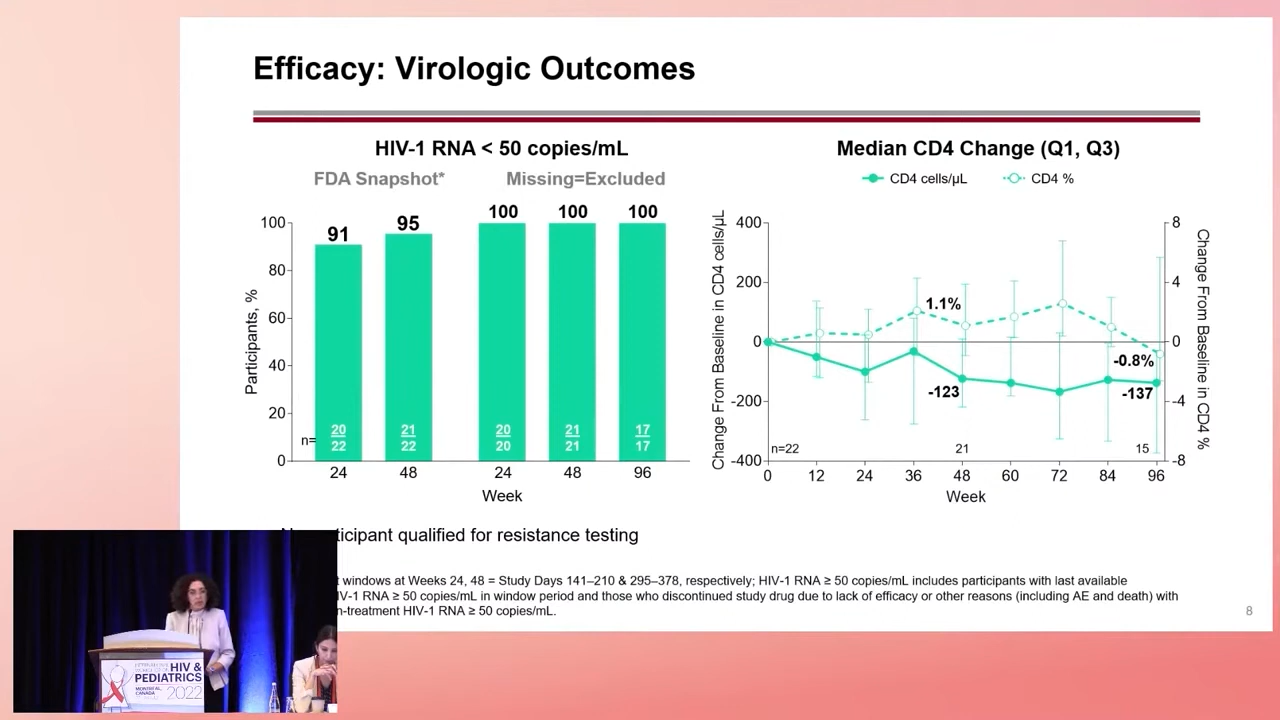 Efficacy: Virologic Outcomes
HIV-1 RNA < 50 copies/mL
FDA Snapshot*
Missing=Excluded
Participants, %
100
80
60
40
20
0
91
95
100
100
100
n=
20
22
21
22
20
20
21
21
17
17
24
48
24
48
96
Week
Median CD4 Change (Q1, Q3)
CD4 cells/µL
CD4 %
Change From Baseline in CD4 cells/µL
400
200
0
-200
-400
1.1%
-0.8%
-123
-137
n=22
21
15
8
4
0
-4
-8
Change From Baseline in CD4 %
0
12
24
36
48
60
72
84
96
Week
qualified for resistance testing
windows at Weeks 24, 48 = Study Days 141–210 & 295–378, respectively; HIV-1 RNA ≥ 50 copies/mL includes participants with last available
RNA ≥ 50 copies/mL in window period and those who discontinued study drug due to lack of efficacy or other reasons (including AE and death) with
HIV-1 RNA ≥ 50 copies/mL.
8
HIV &
PEDIATRICS
MONTREAL,
CANADA
2022